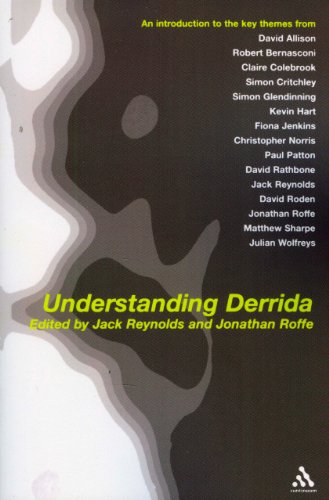 An introduction to the key themes from
David Allison
Robert Bernasconi
Claire Colebrook
Simon Critchley
Simon Glendinning
Kevin Hart
Fiona Jenkins
Christopher Norris
Paul Patton
David Rathbone
Jack Reynolds
David Roden
Jonathan Roffe
Matthew Sharpe
Julian Wolfreys
Understanding Derrida
Edited by Jack Reynolds and Jonathan Roffe
continuum